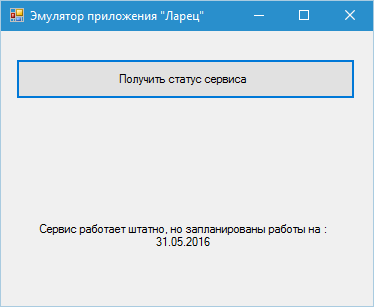 Эмулятор приложения "Ларец"
Получить статус сервиса
Сервис работает штатно, но запланированы работы на :
31.05.2016